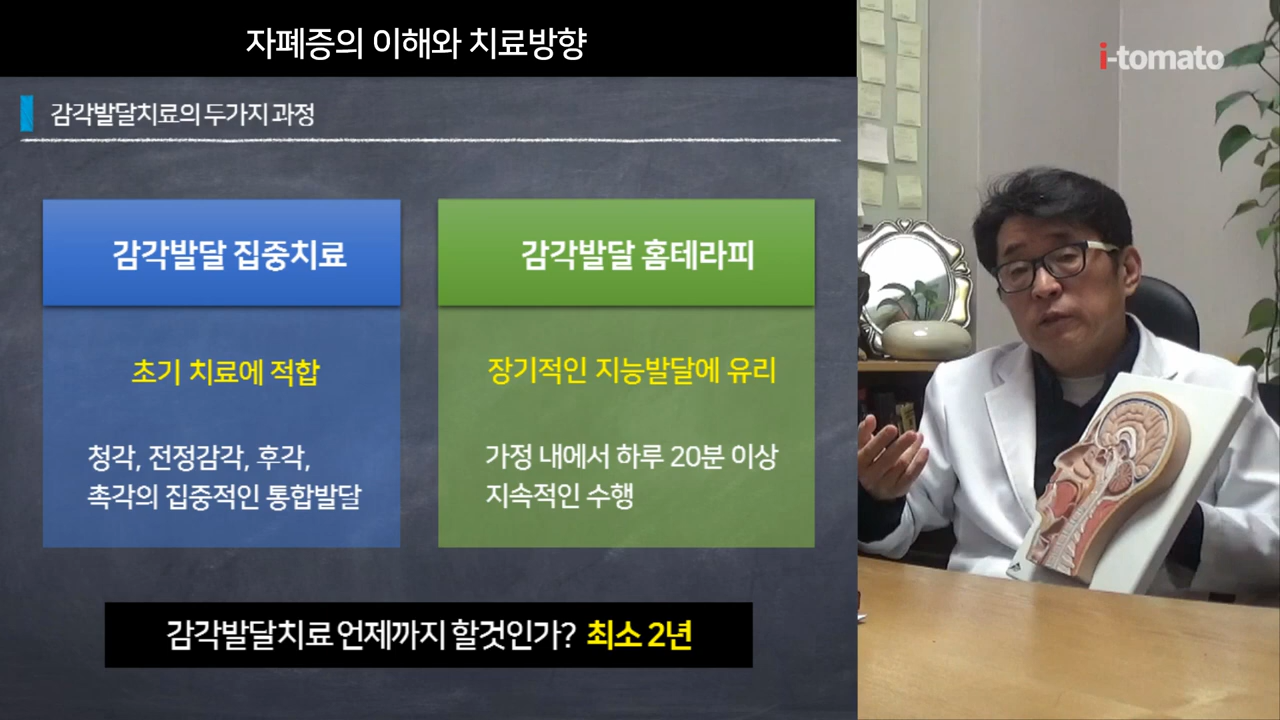 자폐증의 이해와 치료방향
i-tomato
감각발달치료의 두가지 과정
감각발달 집중치료
초기 치료에 적합
청각, 전정감각, 후각,
촉각의 집중적인 통합발달
감각발달 홈테라피
장기적인 지능발달에 유리
가정 내에서 하루 20분 이상
지속적인 수행
감각발달치료 언제까지 할것인가? 최소 2년